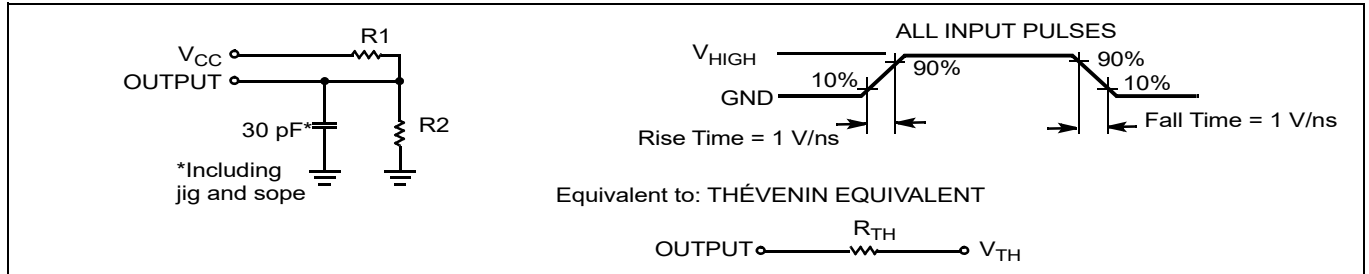 R1
V_CC
OUTPUT
30 pF*
R2
*Including
jig and sope
ALL INPUT PULSES
V_HIGH
90%
90%
10%
10%
GND
Rise Time = 1 V/ns
Fall Time = 1 V/ns
Equivalent to: THÉVENIN EQUIVALENT
R_TH
OUTPUT
V_TH